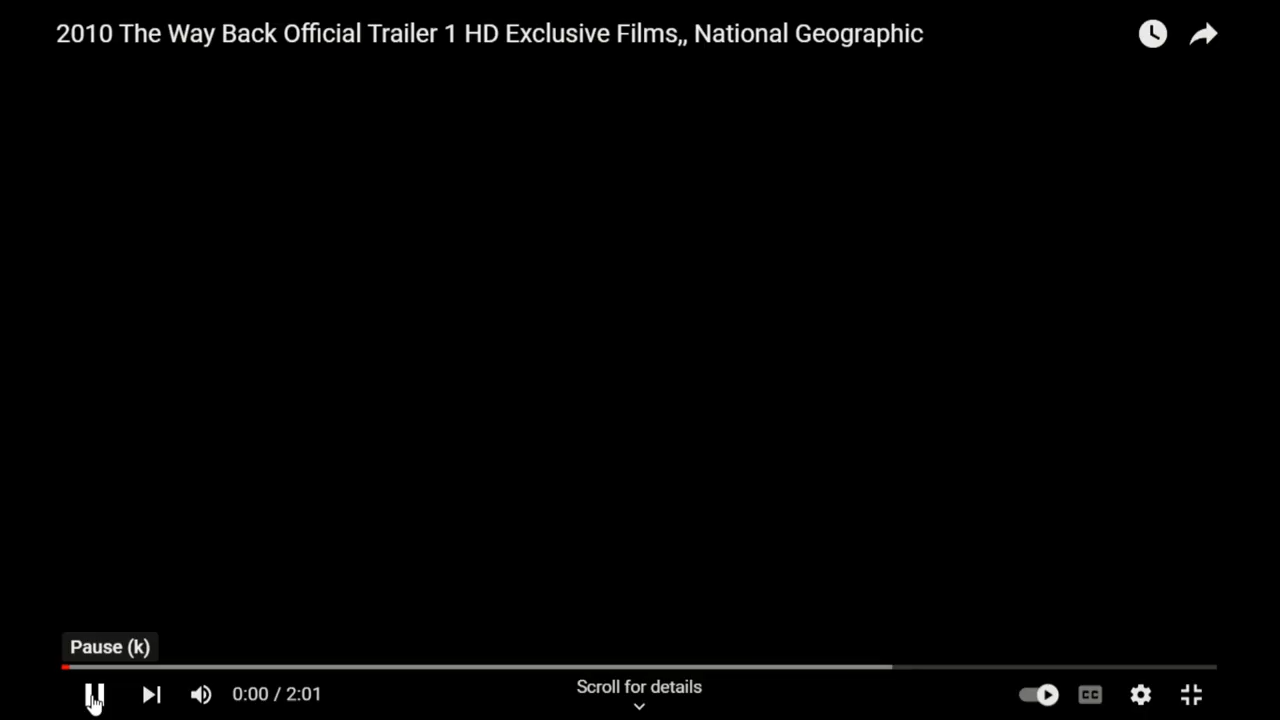 2010 The Way Back Official Trailer 1 HD Exclusive Films,, National Geographic
Pause (k)
0:00 / 2:01
Scroll for details
CC